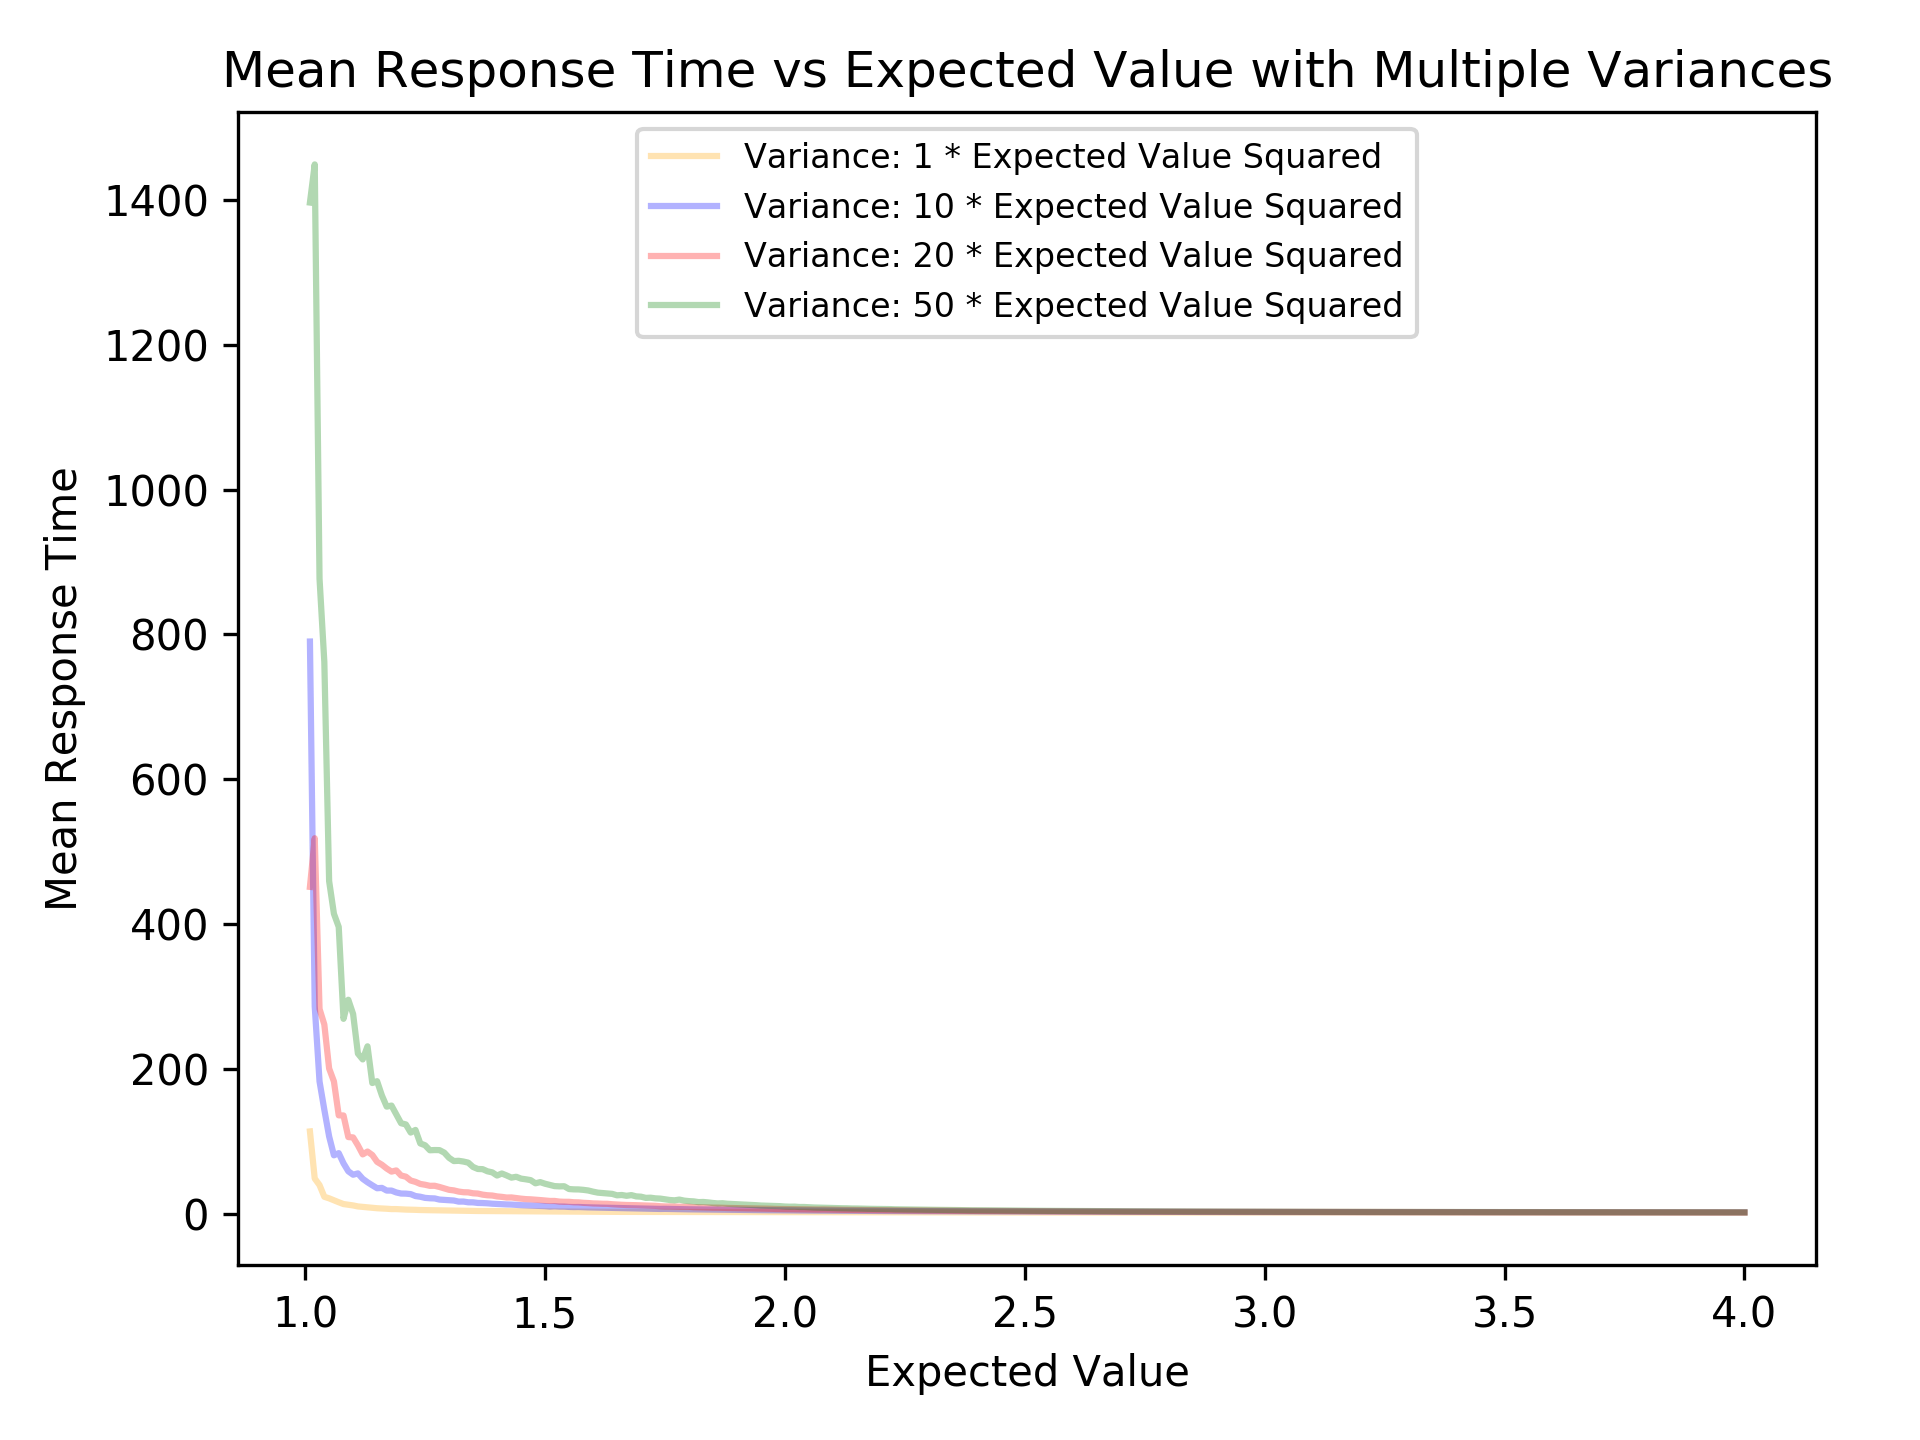 Mean Response Time vs Expected Value with Multiple Variances
Variance: 1 * Expected Value Squared
Variance: 10 * Expected Value Squared
Variance: 20 * Expected Value Squared
Variance: 50 * Expected Value Squared
Mean Response Time
1400
1200
1000
800
600
400
200
0
1.0 1.5 2.0 2.5 3.0 3.5 4.0
Expected Value